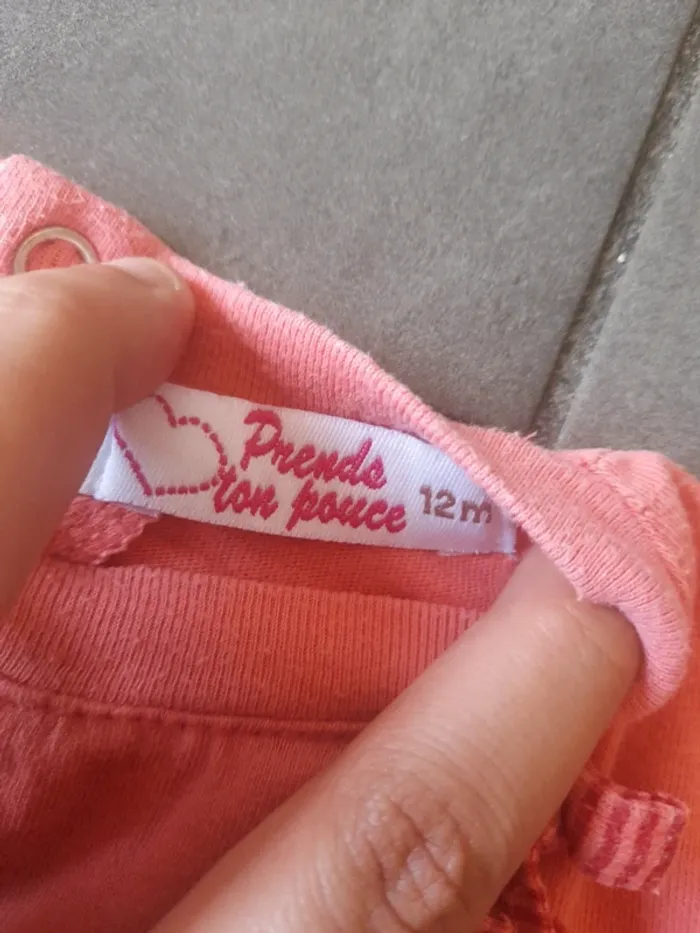 Prends
ton pouce
12m